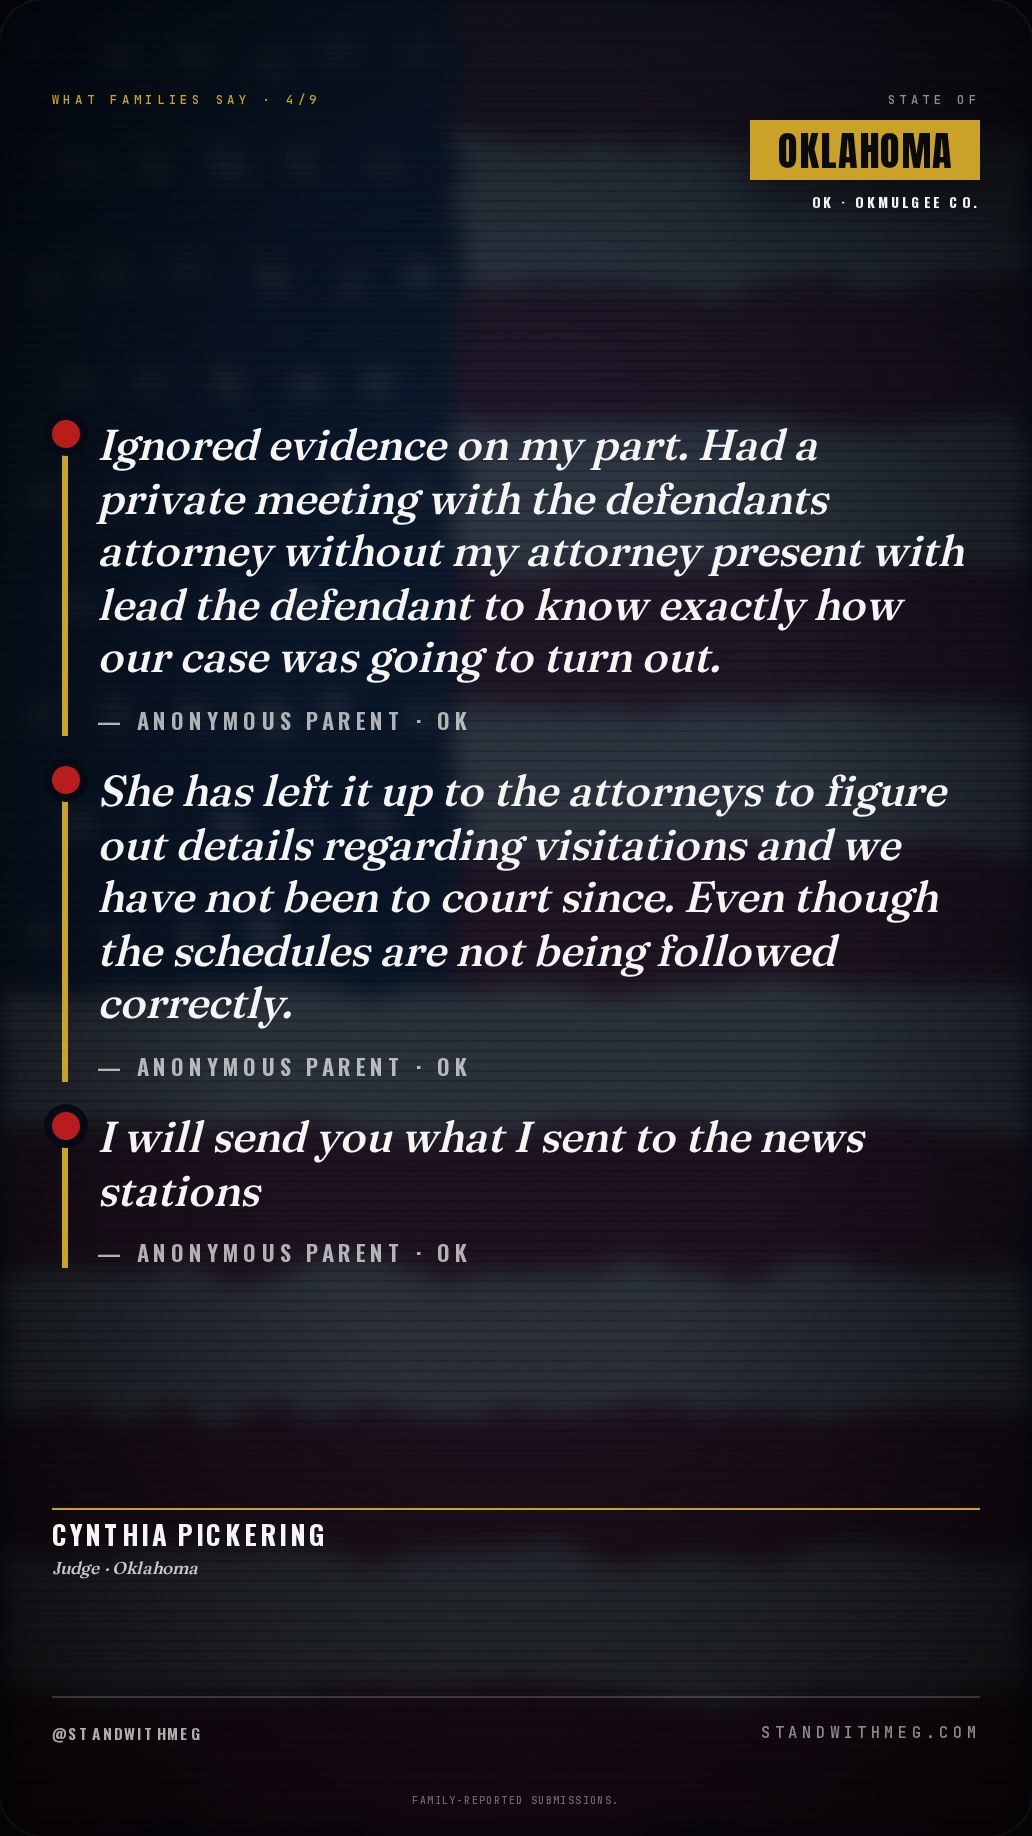 WHAT FAMILIES SAY · 4/9
STATE OF
OKLAHOMA
OK · OKMULGEE CO.
Ignored evidence on my part. Had a
private meeting with the defendants
attorney without my attorney present with
lead the defendant to know exactly how
our case was going to turn out.
— ANONYMOUS PARENT · OK
She has left it up to the attorneys to figure
out details regarding visitations and we
have not been to court since. Even though
the schedules are not being followed
correctly.
— ANONYMOUS PARENT · OK
I will send you what I sent to the news
stations
— ANONYMOUS PARENT · OK
CYNTHIA PICKERING
Judge · Oklahoma
@STANDWITHMEG
STANDWITHMEG.COM
FAMILY-REPORTED SUBMISSIONS.